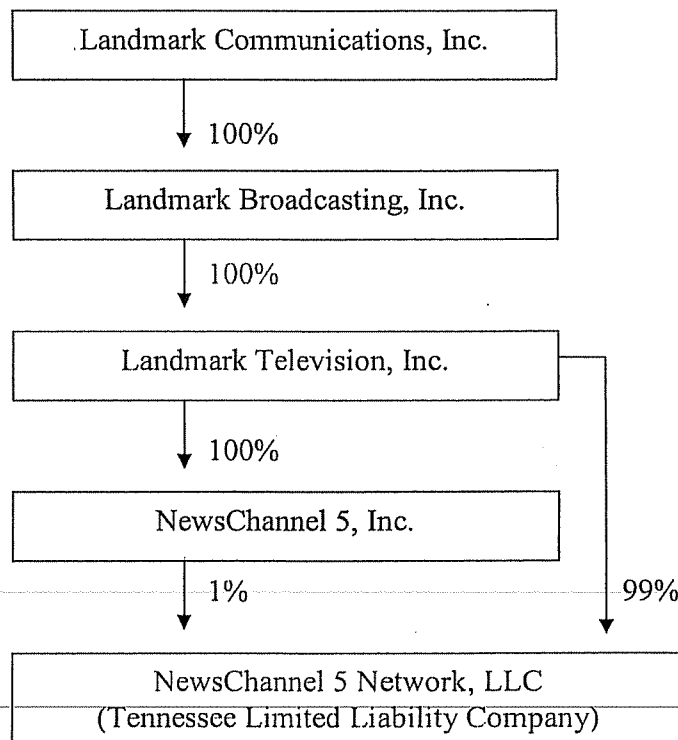 Landmark Communications, Inc.
100%
Landmark Broadcasting, Inc.
100%
Landmark Television, Inc.
100%
NewsChannel 5, Inc.
1%
99%
NewsChannel 5 Network, LLC
(Tennessee Limited Liability Company)